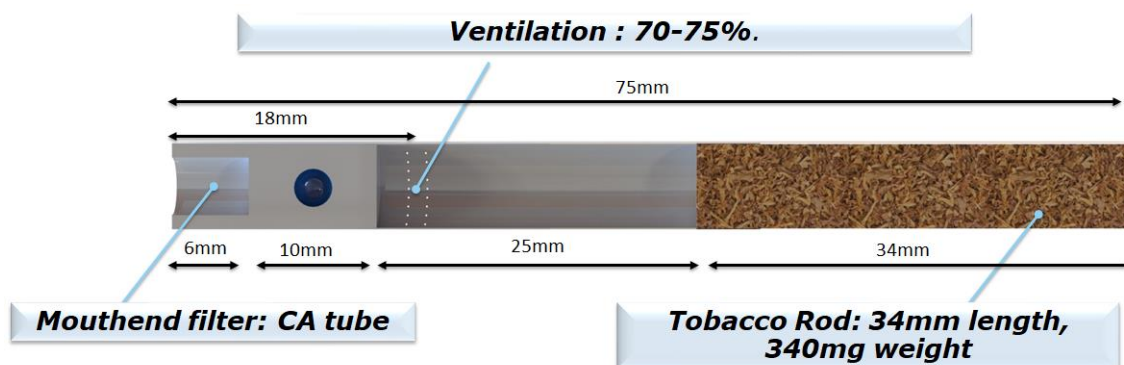 Ventilation : 70-75%.
75mm
18mm
6mm
10mm
25mm
34mm
Mouthend filter: CA tube
Tobacco Rod: 34mm length,
340mg weight